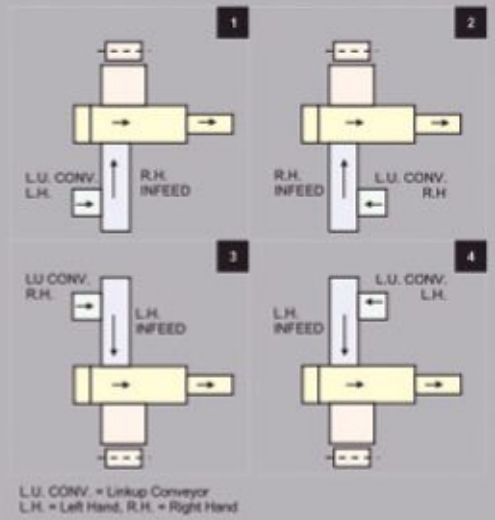 1
L.U. CONV.
L.H.
R.H.
INFEED
2
R.H.
INFEED
L.U. CONV.
R.H
3
LU CONV.
R.H.
L.H.
INFEED
4
L.H.
INFEED
L.U. CONV.
L.H.
L.U. CONV. = Linkup Conveyor
L.H. = Left Hand, R.H. = Right Hand